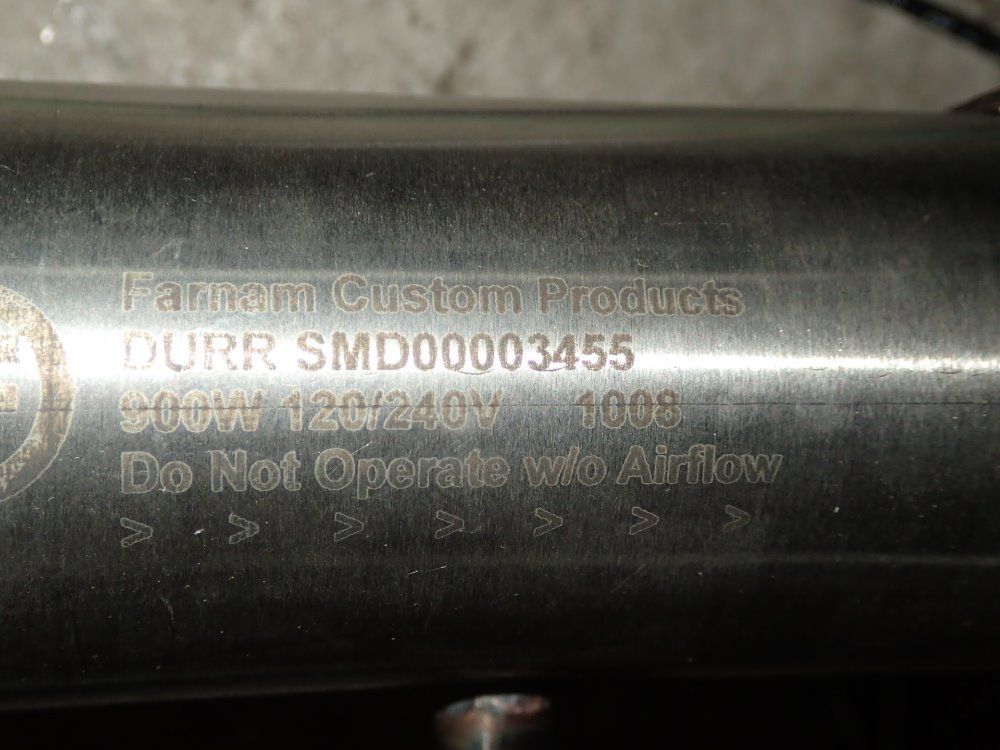 Farnam Custom Products
DURR SMD00003455
900W 120/240V 1008
Do Not Operate w/o Airflow
> > > > > > >